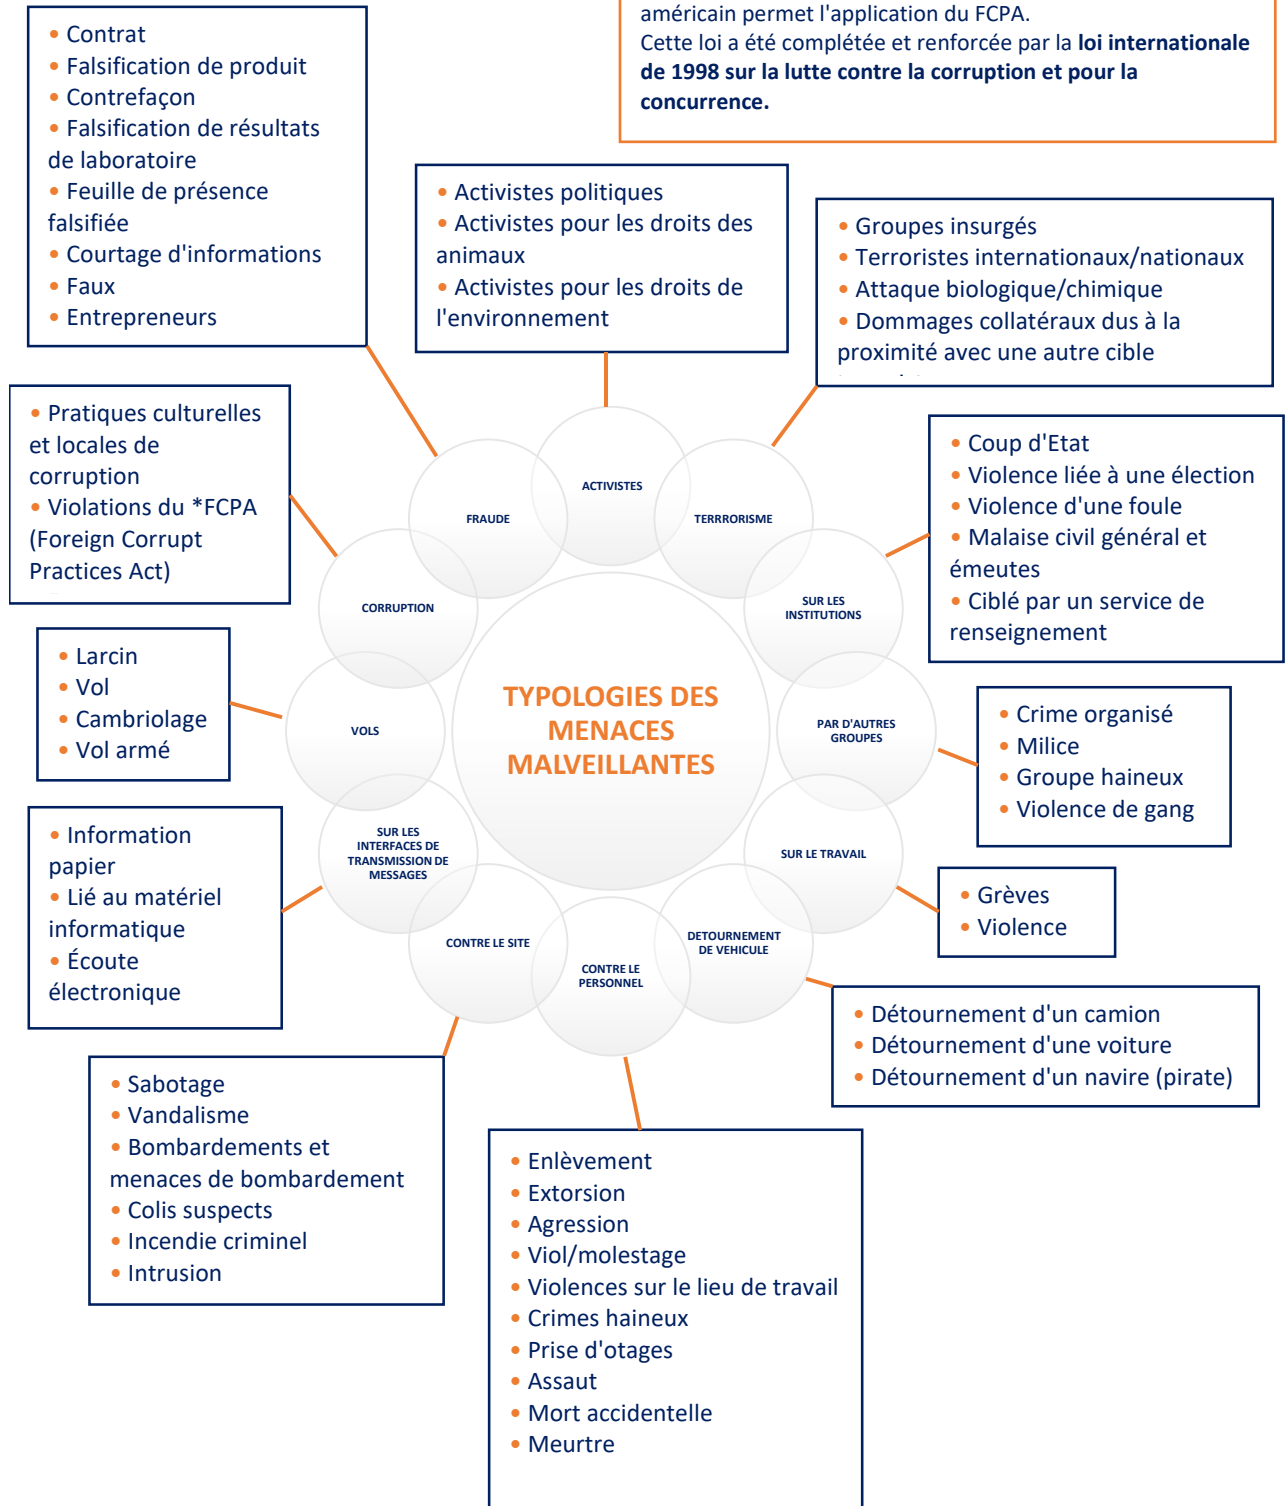 américain permet l'application du FCPA.
Cette loi a été complétée et renforcée par la loi internationale
de 1998 sur la lutte contre la corruption et pour la
concurrence.
• Contrat
• Falsification de produit
• Contrefaçon
• Falsification de résultats
de laboratoire
• Feuille de présence
falsifiée
• Courtage d'informations
• Faux
• Entrepreneurs
• Activistes politiques
• Activistes pour les droits des
animaux
• Activistes pour les droits de
l'environnement
• Groupes insurgés
• Terroristes internationaux/nationaux
• Attaque biologique/chimique
• Dommages collatéraux dus à la
proximité avec une autre cible
• Pratiques culturelles
et locales de
corruption
• Violations du *FCPA
(Foreign Corrupt
Practices Act)
• Coup d'Etat
• Violence liée à une élection
• Violence d'une foule
• Malaise civil général et
émeutes
• Ciblé par un service de
renseignement
ACTIVISTES
FRAUDE
TERRRORISME
CORRUPTION
SUR LES
INSTITUTIONS
• Larcin
• Vol
• Cambriolage
• Vol armé
VOLS
TYPOLOGIES DES
MENACES
MALVEILLANTES
PAR D'AUTRES
GROUPES
• Crime organisé
• Milice
• Groupe haineux
• Violence de gang
• Information
papier
• Lié au matériel
informatique
• Écoute
électronique
SUR LES
INTERFACES DE
TRANSMISSION DE
MESSAGES
SUR LE TRAVAIL
• Grèves
• Violence
CONTRE LE SITE
CONTRE LE
PERSONNEL
DETOURNEMENT
DE VEHICULE
• Détournement d'un camion
• Détournement d'une voiture
• Détournement d'un navire (pirate)
• Sabotage
• Vandalisme
• Bombardements et
menaces de bombardement
• Colis suspects
• Incendie criminel
• Intrusion
• Enlèvement
• Extorsion
• Agression
• Viol/molestage
• Violences sur le lieu de travail
• Crimes haineux
• Prise d'otages
• Assaut
• Mort accidentelle
• Meurtre